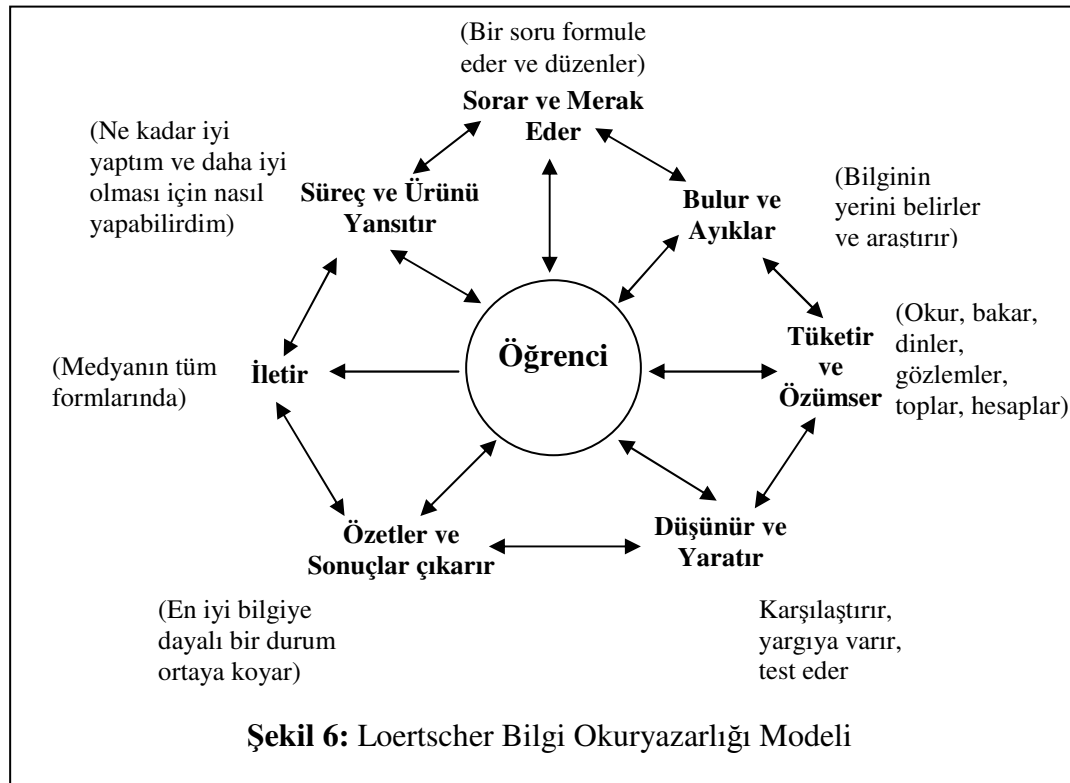 (Bir soru formule
eder ve düzenler)
Sorar ve Merak
Eder
(Ne kadar iyi
yaptım ve daha iyi
olması için nasıl
yapabilirdim)
Süreç ve Ürünü
Yansıtır
Bulur ve
Ayıklar
(Bilginin
yerini belirler
ve araştırır)
(Medyanın tüm
formlarında)
İletir
Öğrenci
Tüketir
ve
Özümser
(Okur, bakar,
dinler,
gözlemler,
toplar, hesaplar)
Özetler ve
Sonuçlar çıkarır
Düşünür ve
Yaratır
(En iyi bilgiye
dayalı bir durum
ortaya koyar)
Karşılaştırır,
yargıya varır,
test eder
Şekil 6: Loertscher Bilgi Okuryazarlığı Modeli